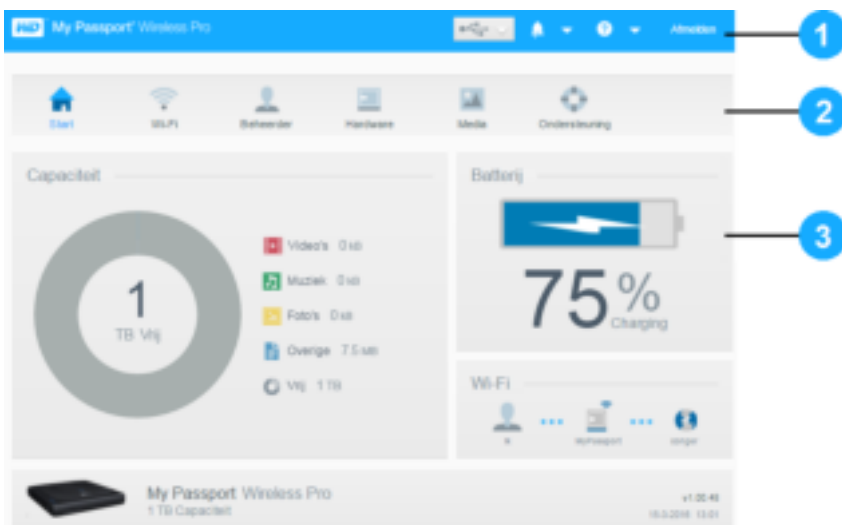 WD My Passport® Wireless Pro
Afmelden
1
Start
Wi-Fi
Beheerder
Hardware
Media
Ondersteuning
2
Capaciteit
1
TB Vrij
Video's 0 KB
Muziek 0 KB
Foto's 0 KB
Overige 7.5 MB
Vrij 1 TB
Batterij
75%
Charging
3
Wi-Fi
MyPassport
My Passport Wireless Pro
1 TB Capaciteit